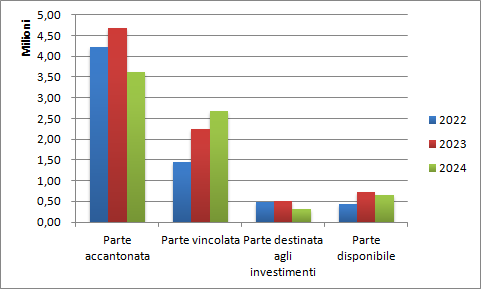 Milioni
5,00
4,50
4,00
3,50
3,00
2,50
2,00
1,50
1,00
0,50
0,00
Parte
accantonata
Parte vincolata
Parte destinata
agli
investimenti
Parte
disponibile
2022
2023
2024